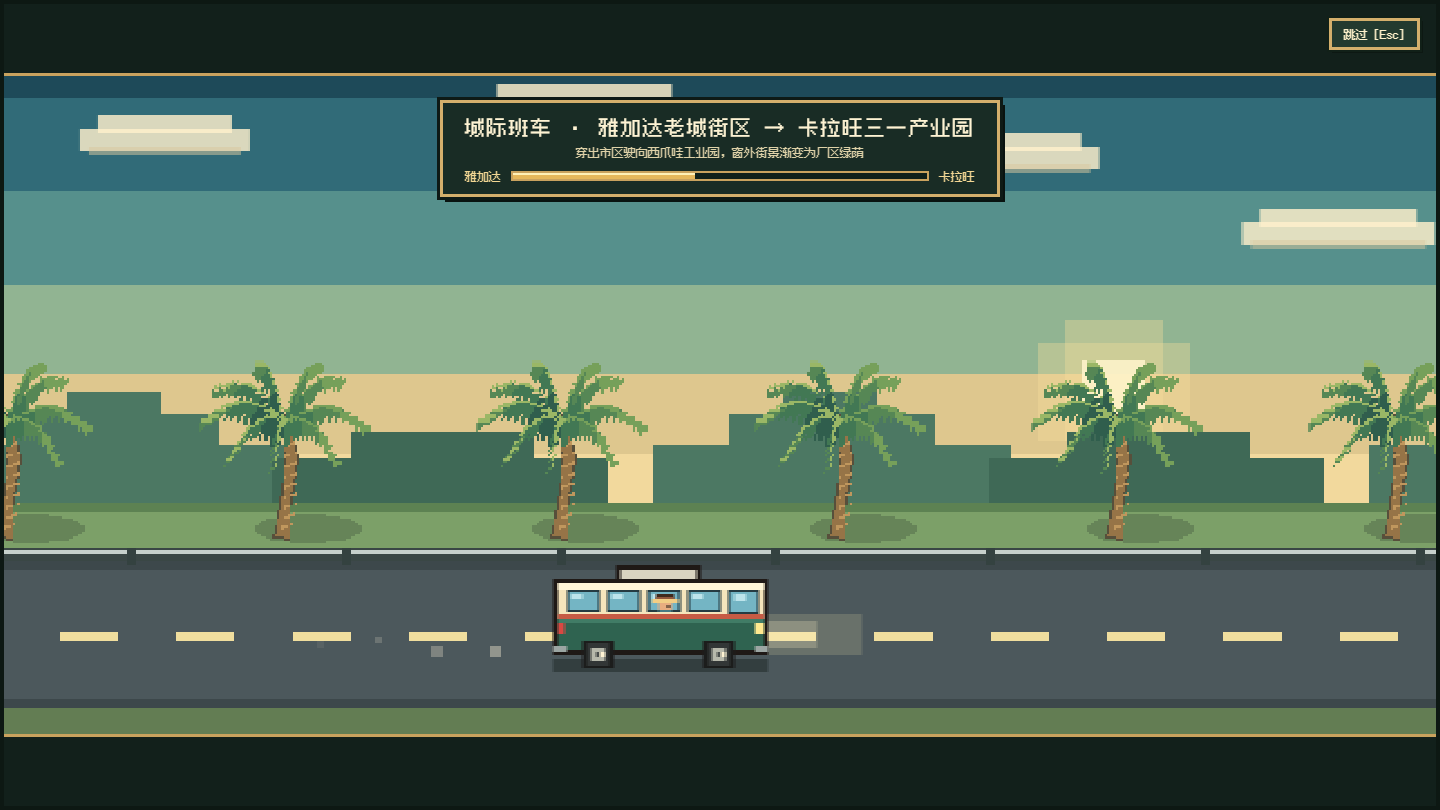 跳过 [Esc]
城际班车 · 雅加达老城街区 → 卡拉旺三一产业园
穿出市区驶向西爪哇工业园，窗外街景渐变为厂区绿荫
雅加达 卡拉旺